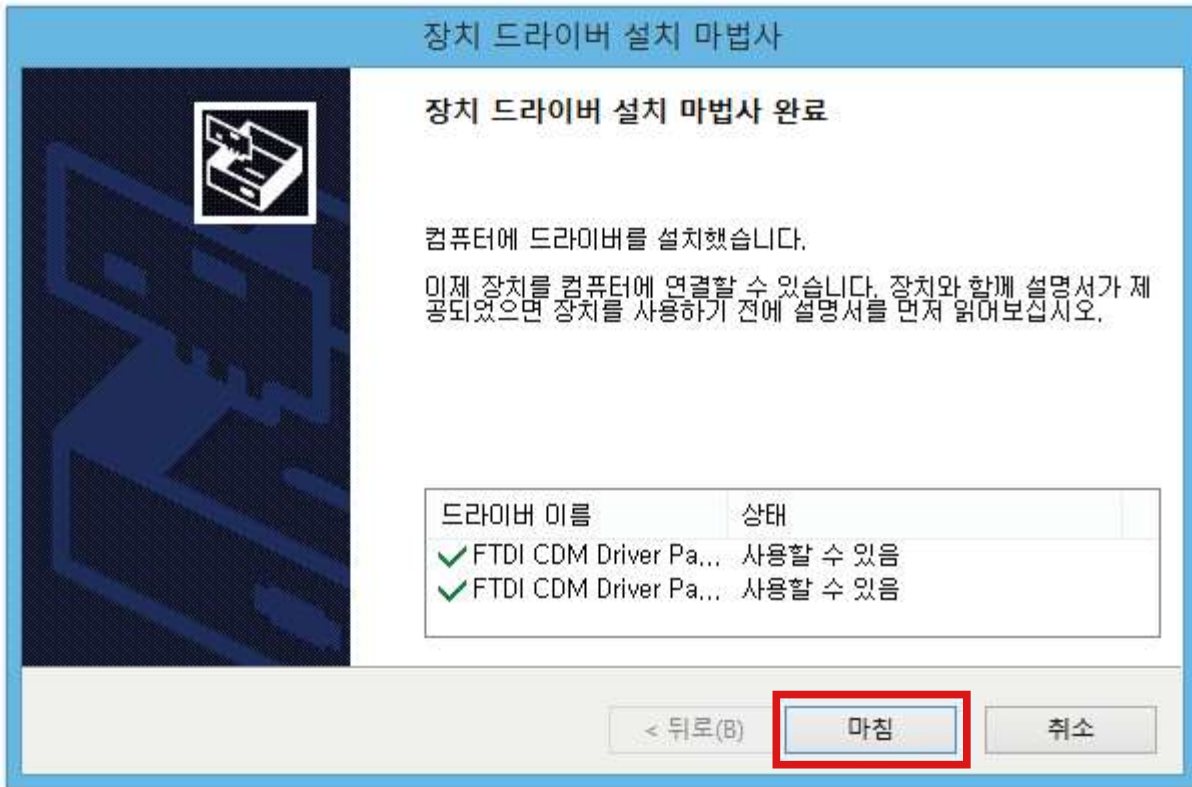 장치 드라이버 설치 마법사
장치 드라이버 설치 마법사 완료
컴퓨터에 드라이버를 설치했습니다.
이제 장치를 컴퓨터에 연결할 수 있습니다. 장치와 함께 설명서가 제
공되었으면 장치를 사용하기 전에 설명서를 먼저 읽어보십시오.
드라이버 이름 상태
FTDI CDM Driver Pa... 사용할 수 있음
FTDI CDM Driver Pa... 사용할 수 있음
< 뒤로(B) 마침 취소